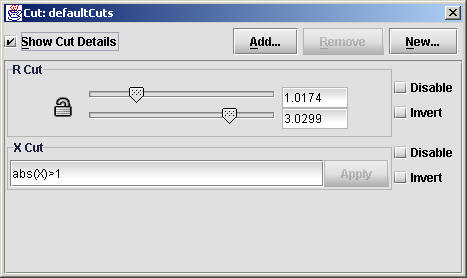 Cut: defaultCuts
Show Cut Details
Add...
Remove
New...
R Cut
1.0174
3.0299
Disable
Invert
X Cut
abs(X)>1
Apply
Disable
Invert